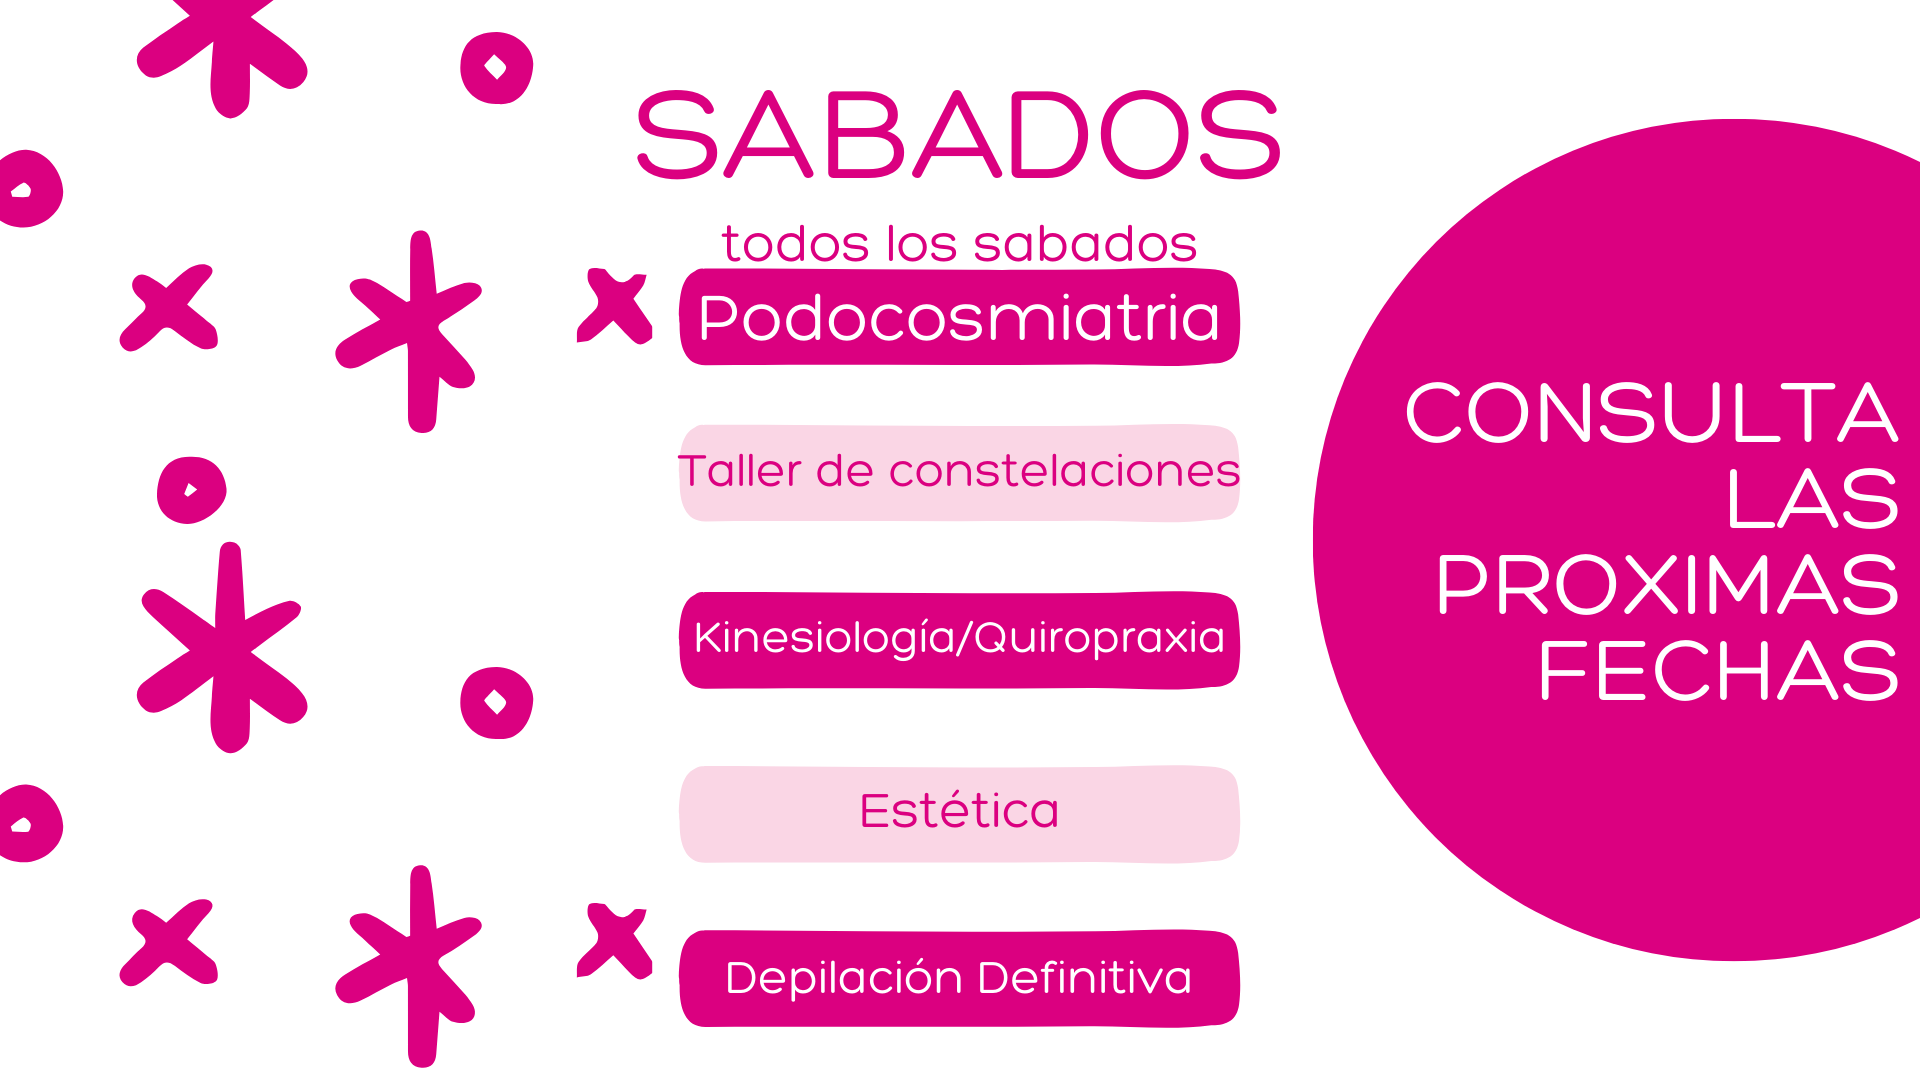 SABADOS
todos los sabados
Podocosmiatria
Taller de constelaciones
Kinesiología/Quiropraxia
Estética
Depilación Definitiva
CONSULTA
LAS
PROXIMAS
FECHAS